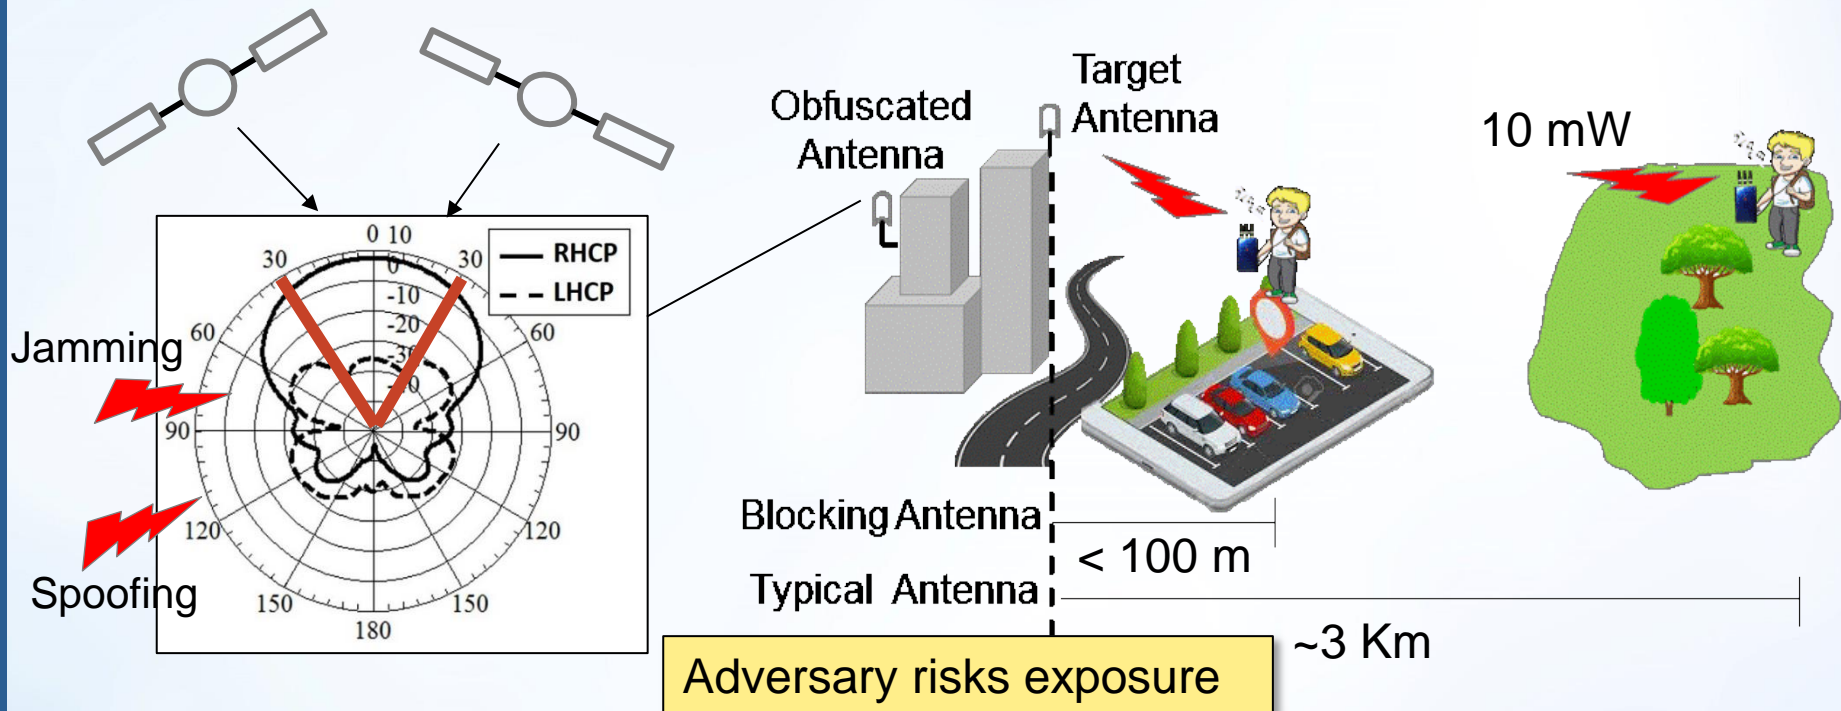 Target
Antenna
Obfuscated
Antenna
10 mW
0 10
30
30
0
RHCP
LHCP
-10
-20
60
60
Jamming
90
90
Blocking Antenna
< 100 m
120
120
Typical Antenna
Spoofing
150
150
180
~3 Km
Adversary risks exposure